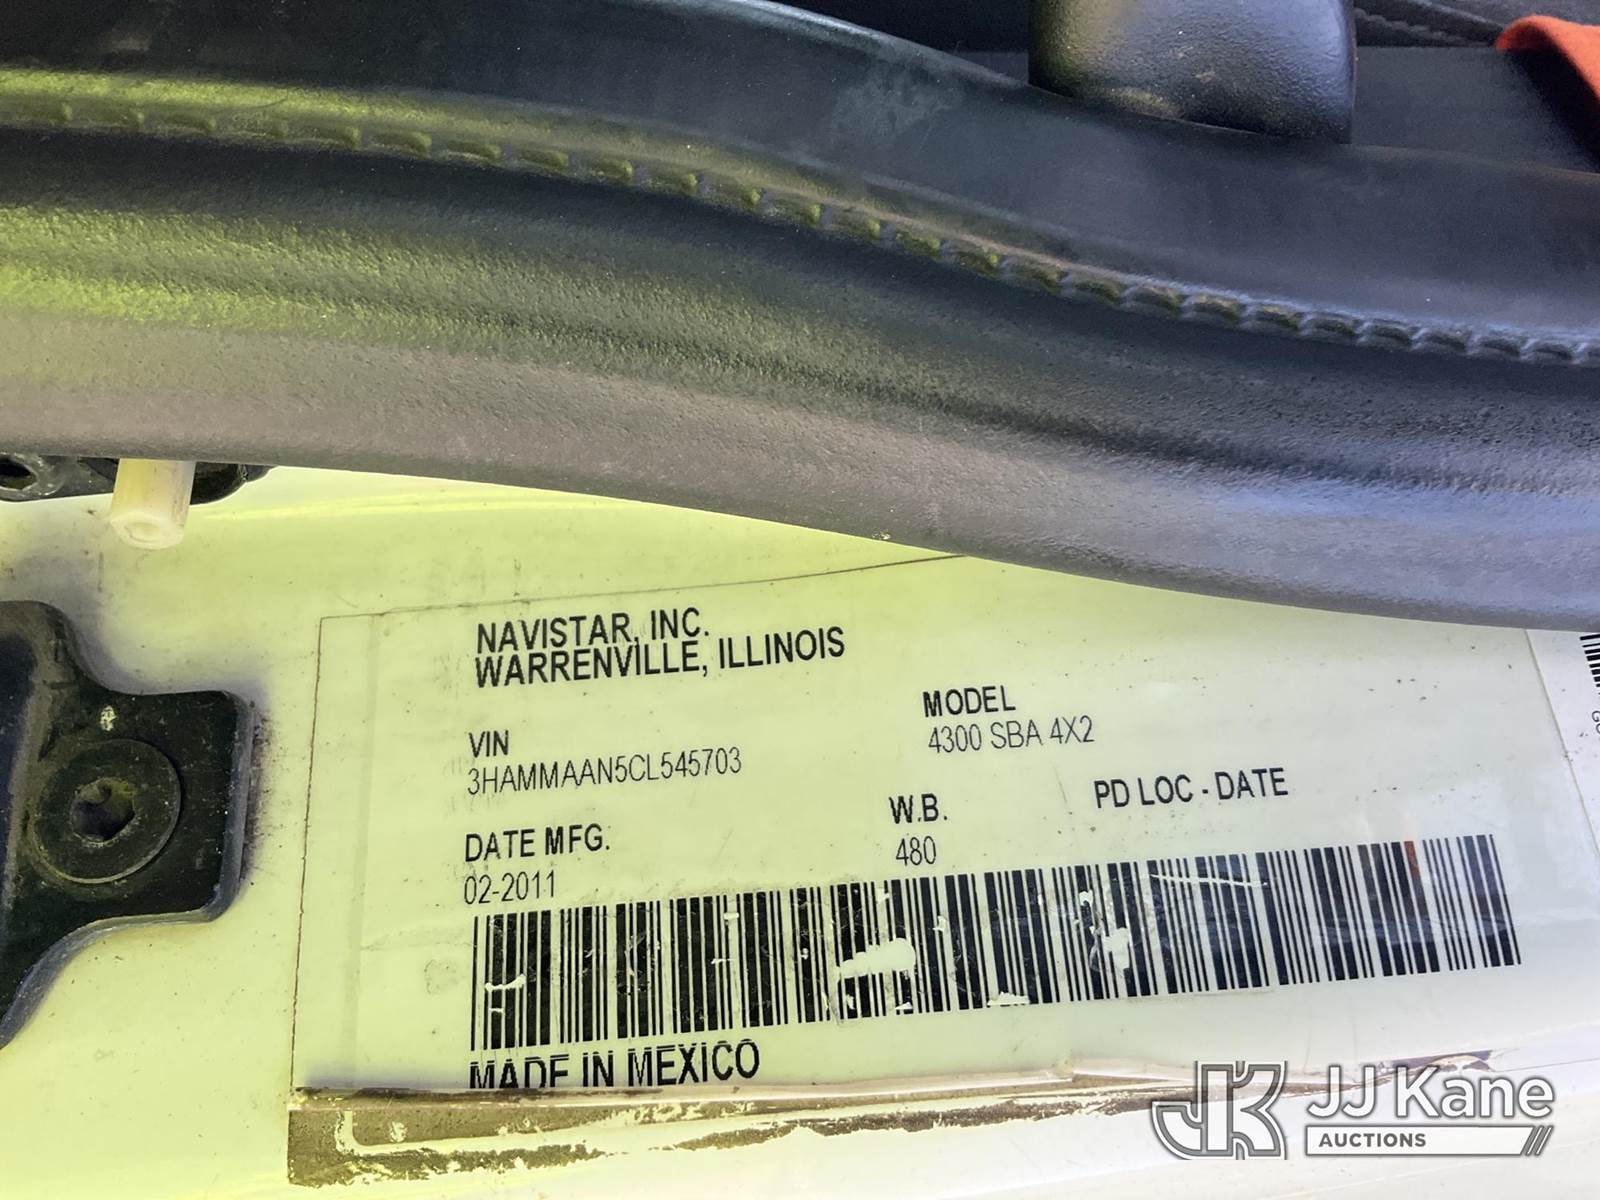 NAVISTAR, INC.
WARRENVILLE, ILLINOIS
VIN
3HAMMAAN5CL545703
MODEL
4300 SBA 4X2
DATE MFG.
02-2011
W.B.
480
PD LOC - DATE
MADE IN MEXICO
JK JJ Kane
AUCTIONS